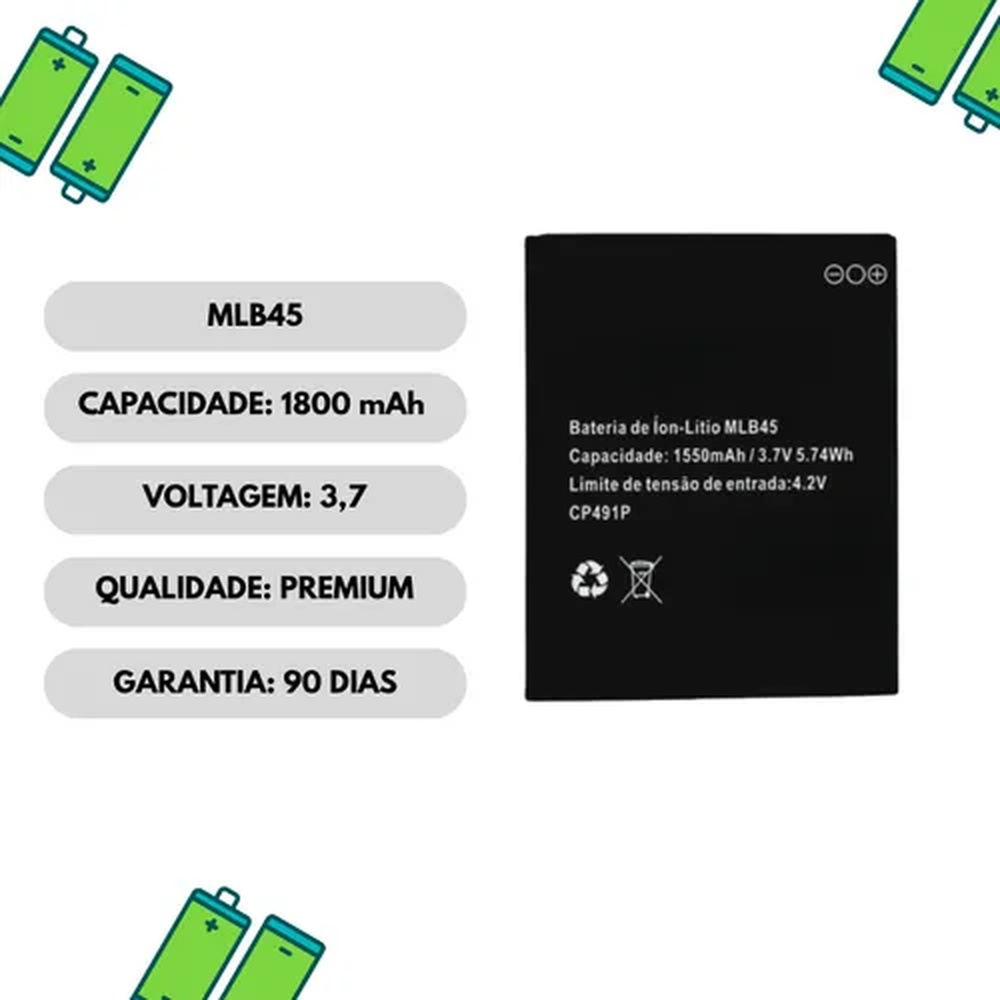 MLB45
CAPACIDADE: 1800 mAh
VOLTAGEM: 3,7
QUALIDADE: PREMIUM
GARANTIA: 90 DIAS
Bateria de Íon-Lítio MLB45
Capacidade: 1550mAh / 3.7V 5.74Wh
Limite de tensão de entrada:4.2V
CP491P